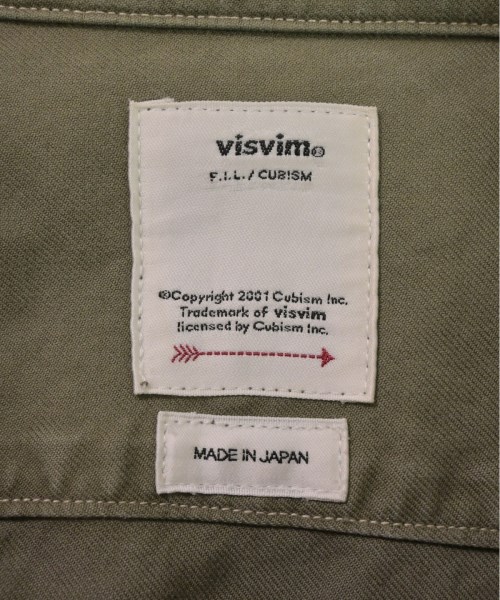 visvim®
F.I.L./ CUBISM
©Copyright 2001 Cubism Inc.
Trademark of visvim
licensed by Cubism Inc.
MADE IN JAPAN